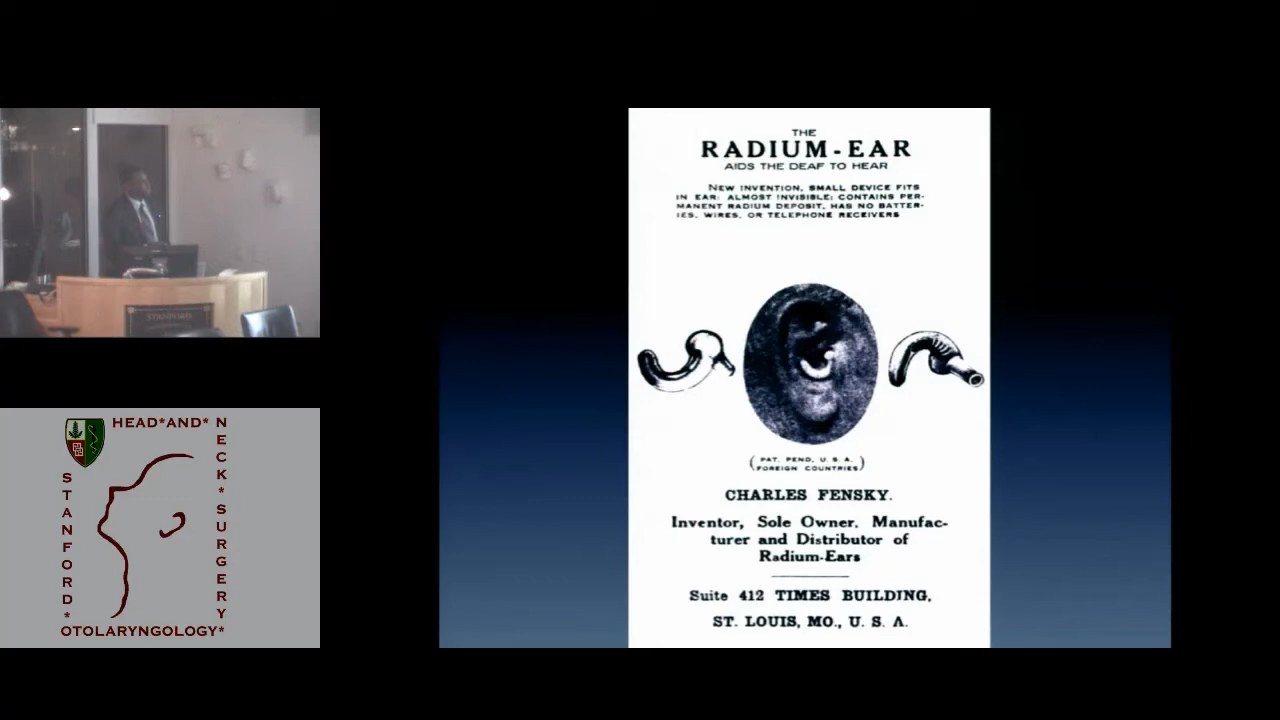 THE
RADIUM-EAR
AIDS THE DEAF TO HEAR
NEW INVENTION, SMALL DEVICE FITS
IN EAR; ALMOST INVISIBLE; CONTAINS PER-
MANENT RADIUM DEPOSIT, HAS NO BATTER-
IES, WIRES, OR TELEPHONE RECEIVERS
(PAT. PEND, U. S. A.
FOREIGN COUNTRIES)
CHARLES FENSKY.
Inventor, Sole Owner, Manufac-
turer and Distributor of
Radium-Ears
Suite 412 TIMES BUILDING,
ST. LOUIS, MO., U. S. A.
STANFORD
HEAD*AND*
NECK*SURGERY
STANFORD*
OTOLARYNGOLOGY*